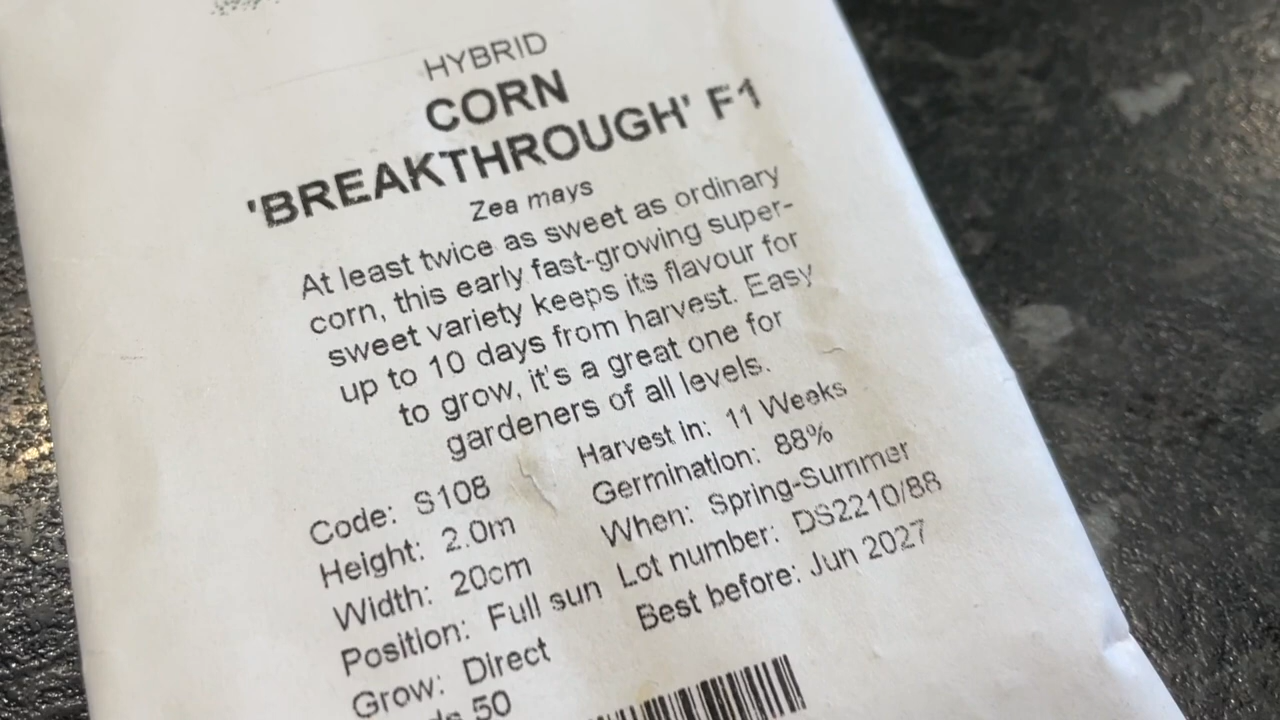 HYBRID
CORN
'BREAKTHROUGH' F1
Zea mays
At least twice as sweet as ordinary
corn, this early fast-growing super-
sweet variety keeps its flavour for
up to 10 days from harvest. Easy
to grow, it's a great one for
gardeners of all levels.
Code: S108
Height: 2.0m
Width: 20cm
Position: Full sun
Grow: Direct
50
Harvest in: 11 Weeks
Germination: 88%
When: Spring-Summer
Lot number: DS2210/88
Best before: Jun 2027